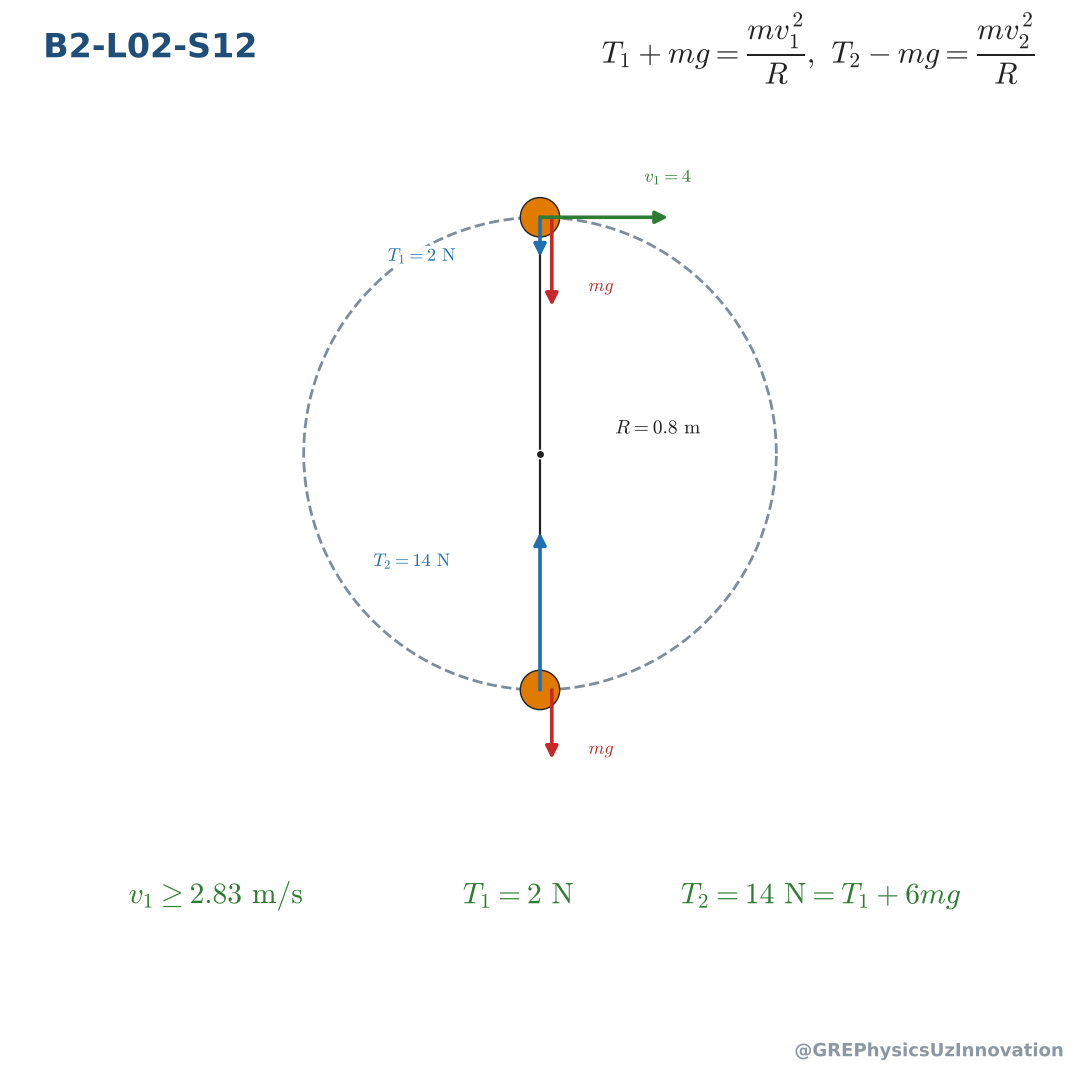 B2-L02-S12
T₁ + mg = mv₁²/R, T₂ − mg = mv₂²/R
v₁ = 4
T₁ = 2 N
mg
R = 0.8 m
T₂ = 14 N
mg
v₁ ≥ 2.83 m/s
T₁ = 2 N
T₂ = 14 N = T₁ + 6mg
@GREPhysicsUzInnovation